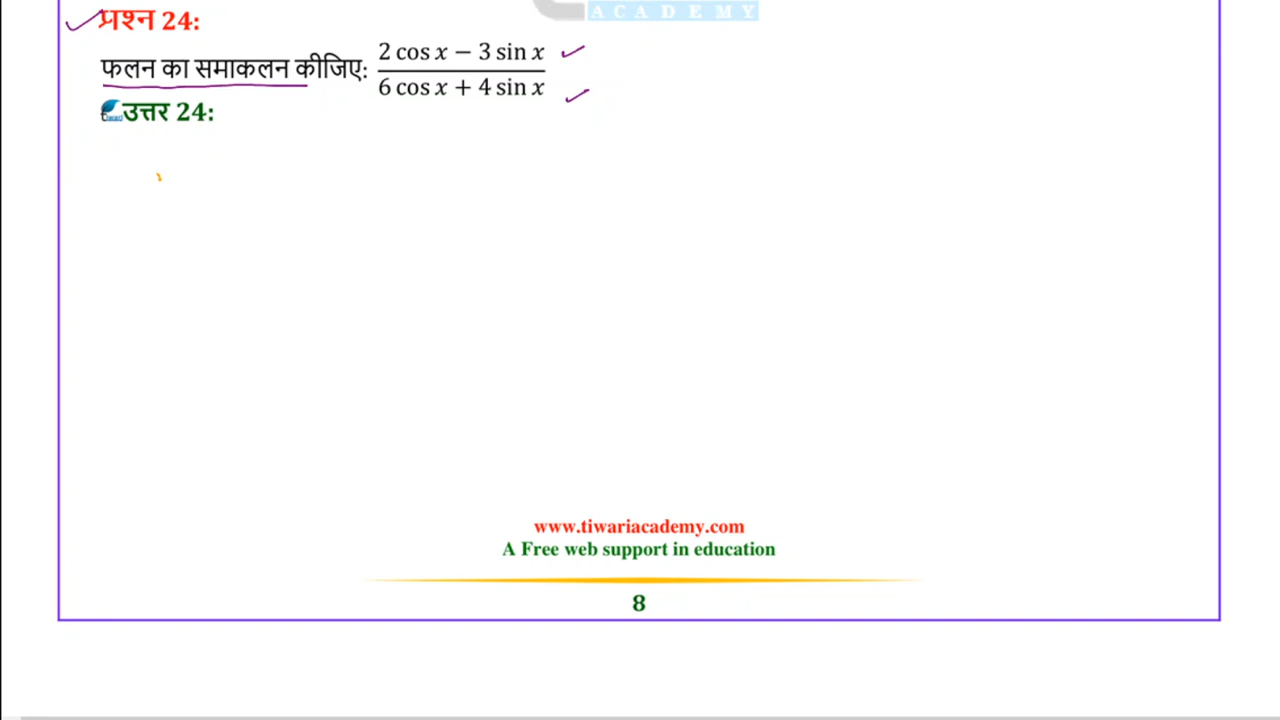 ACADEMY
प्रश्न 24:
फलन का समाकलन कीजिए: (2 cos x − 3 sin x)/(6 cos x + 4 sin x)
उत्तर 24:
www.tiwariacademy.com
A Free web support in education
8